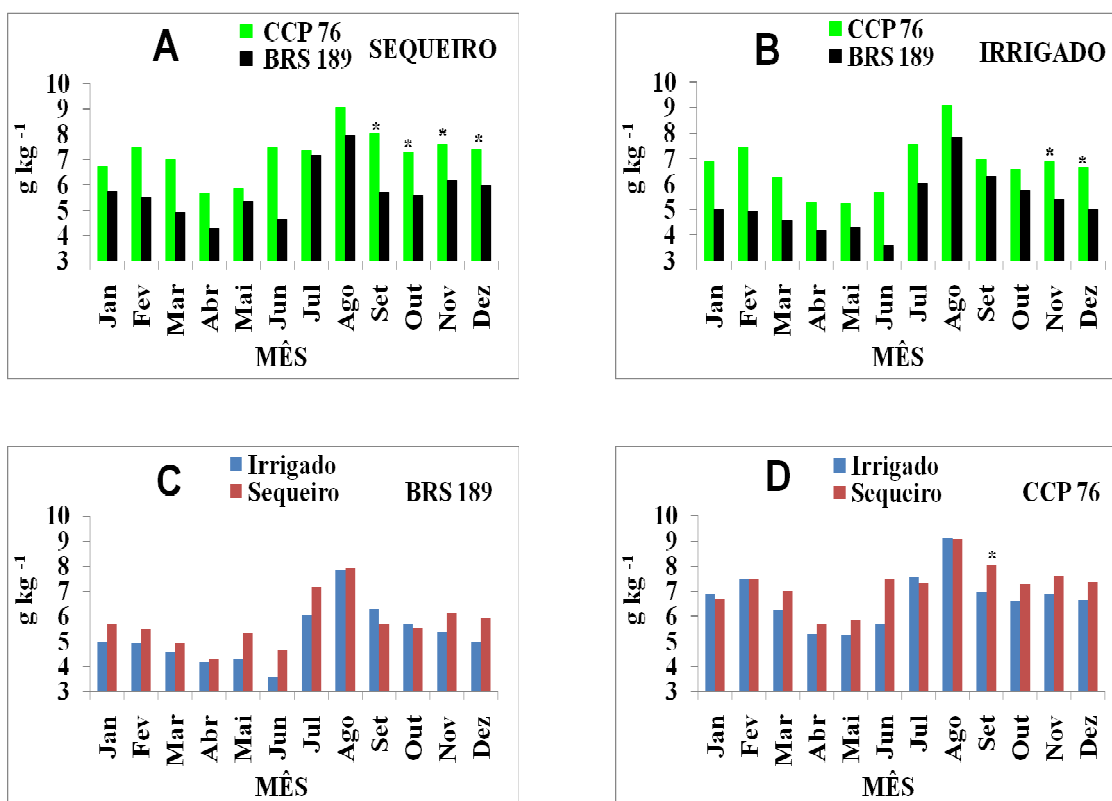 A
CCP 76
BRS 189
SEQUEIRO
g kg -1
10
9
8
7
6
5
4
3
* * * *
Jan Fev Mar Abr Mai Jun Jul Ago Set Out Nov Dez
MÊS
B
CCP 76
BRS 189
IRRIGADO
g kg -1
10
9
8
7
6
5
4
3
* *
Jan Fev Mar Abr Mai Jun Jul Ago Set Out Nov Dez
MÊS
C
Irrigado
Sequeiro
BRS 189
g kg -1
10
9
8
7
6
5
4
3
Jan Fev Mar Abr Mai Jun Jul Ago Set Out Nov Dez
MÊS
D
Irrigado
Sequeiro
CCP 76
g kg -1
10
9
8
7
6
5
4
3
*
Jan Fev Mar Abr Mai Jun Jul Ago Set Out Nov Dez
MÊS